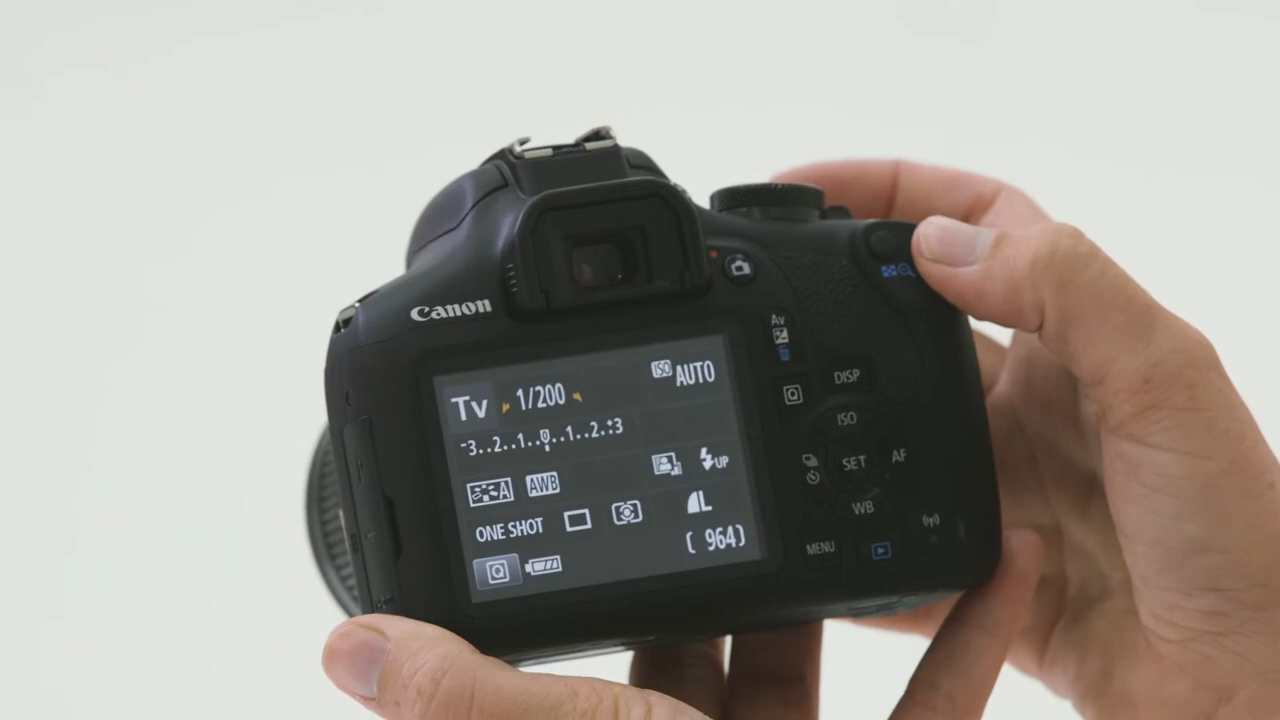 Canon
Tv 1/200 ISO AUTO
-3..2..1..0..1..2.+3
A AWB UP
ONE SHOT L
Q ( 964)
Av
Q DISP
ISO
SET AF
WB
MENU